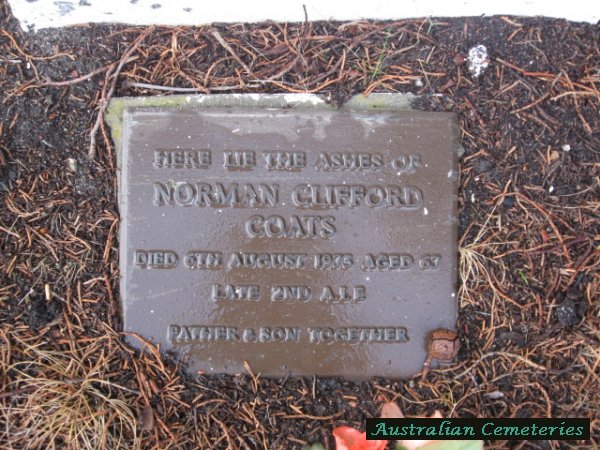 HERE LIE THE ASHES OF
NORMAN CLIFFORD
COATS
DIED 6TH AUGUST 1975 AGED 67
LATE 2ND A.I.F
FATHER & SON TOGETHER
Australian Cemeteries